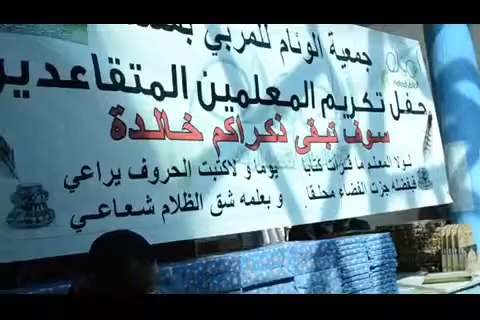 جمعية الوئام للمربي
حفل تكريم المعلمين المتقاعدين
سوف تبقى ذكراكم خالدة
لولا المعلم ما قرأت كتابا يوما و لاكتبت الحروف يراعي
فبفضله جزت الفضاء محلقا و بعلمه شق الظلام شعاعي